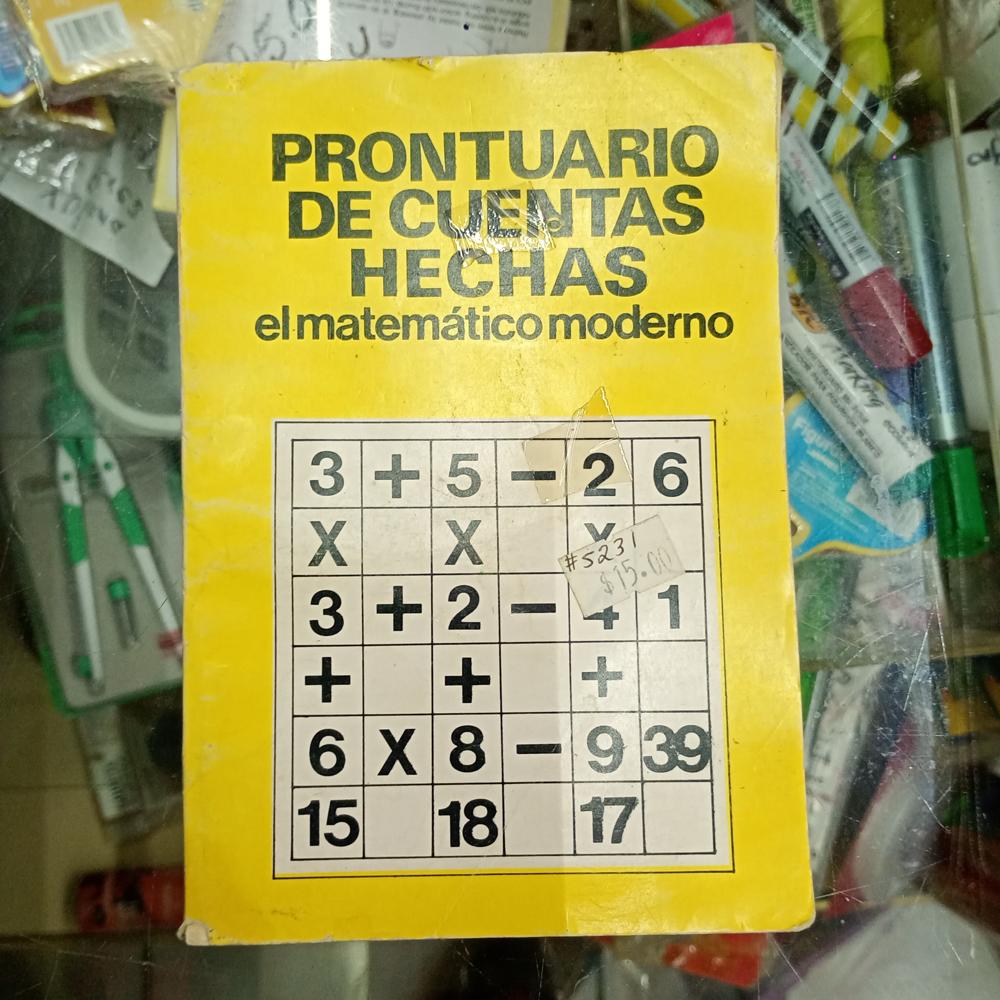 PRONTUARIO
DE CUENTAS
HECHAS
el matemático moderno
3 + 5 – 2 6
X X X
#5231
$15.00
3 + 2 – 4 1
+ + +
6 X 8 – 9 39
15 18 17